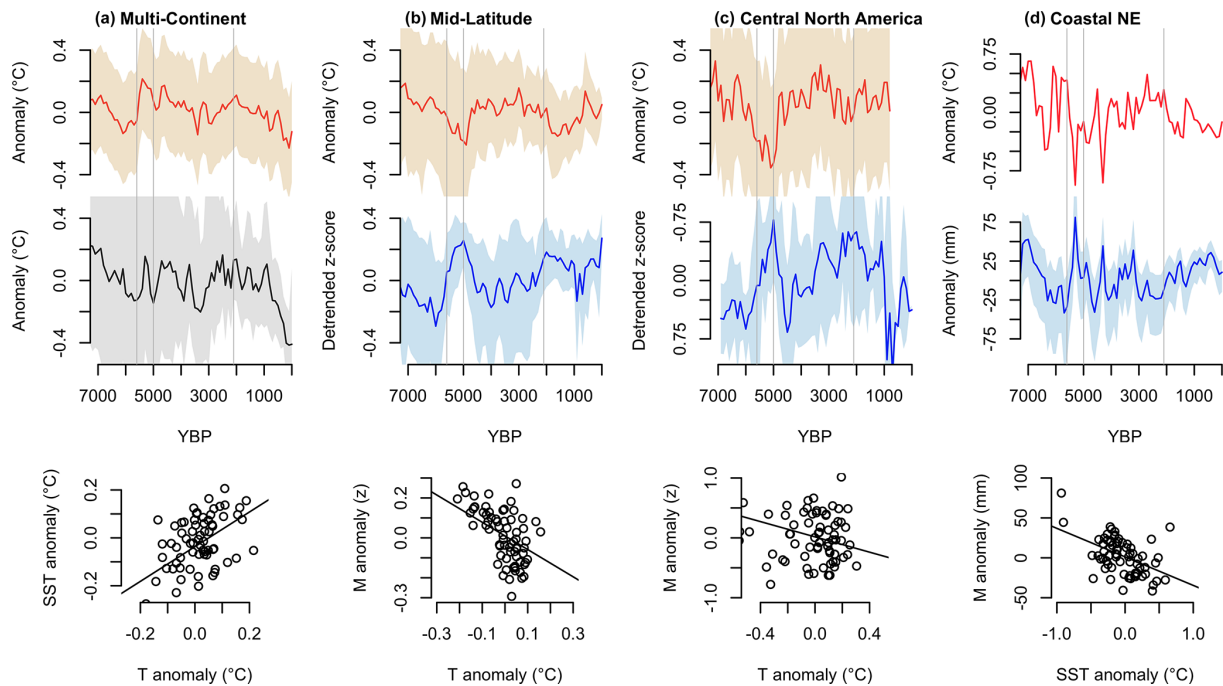 (a) Multi-Continent
(b) Mid-Latitude
(c) Central North America
(d) Coastal NE
Anomaly (°C)
0.4
0.0
-0.4
Anomaly (°C)
0.4
0.0
-0.4
Anomaly (°C)
0.4
0.0
-0.4
Anomaly (°C)
0.75
0.00
-0.75
Anomaly (°C)
0.4
0.0
-0.4
Detrended z-score
0.4
0.0
-0.4
Detrended z-score
-0.75
0.00
0.75
Anomaly (mm)
75
25
-25
-75
7000 5000 3000 1000
7000 5000 3000 1000
7000 5000 3000 1000
7000 5000 3000 1000
YBP
YBP
YBP
YBP
SST anomaly (°C)
0.2
0.0
-0.2
-0.2 0.0 0.2
T anomaly (°C)
M anomaly (z)
0.2
0.0
-0.3
-0.3 -0.1 0.1 0.3
T anomaly (°C)
M anomaly (z)
1.0
0.0
-1.0
-0.4 0.0 0.4
T anomaly (°C)
M anomaly (mm)
100
50
0
-50
-1.0 0.0 1.0
SST anomaly (°C)